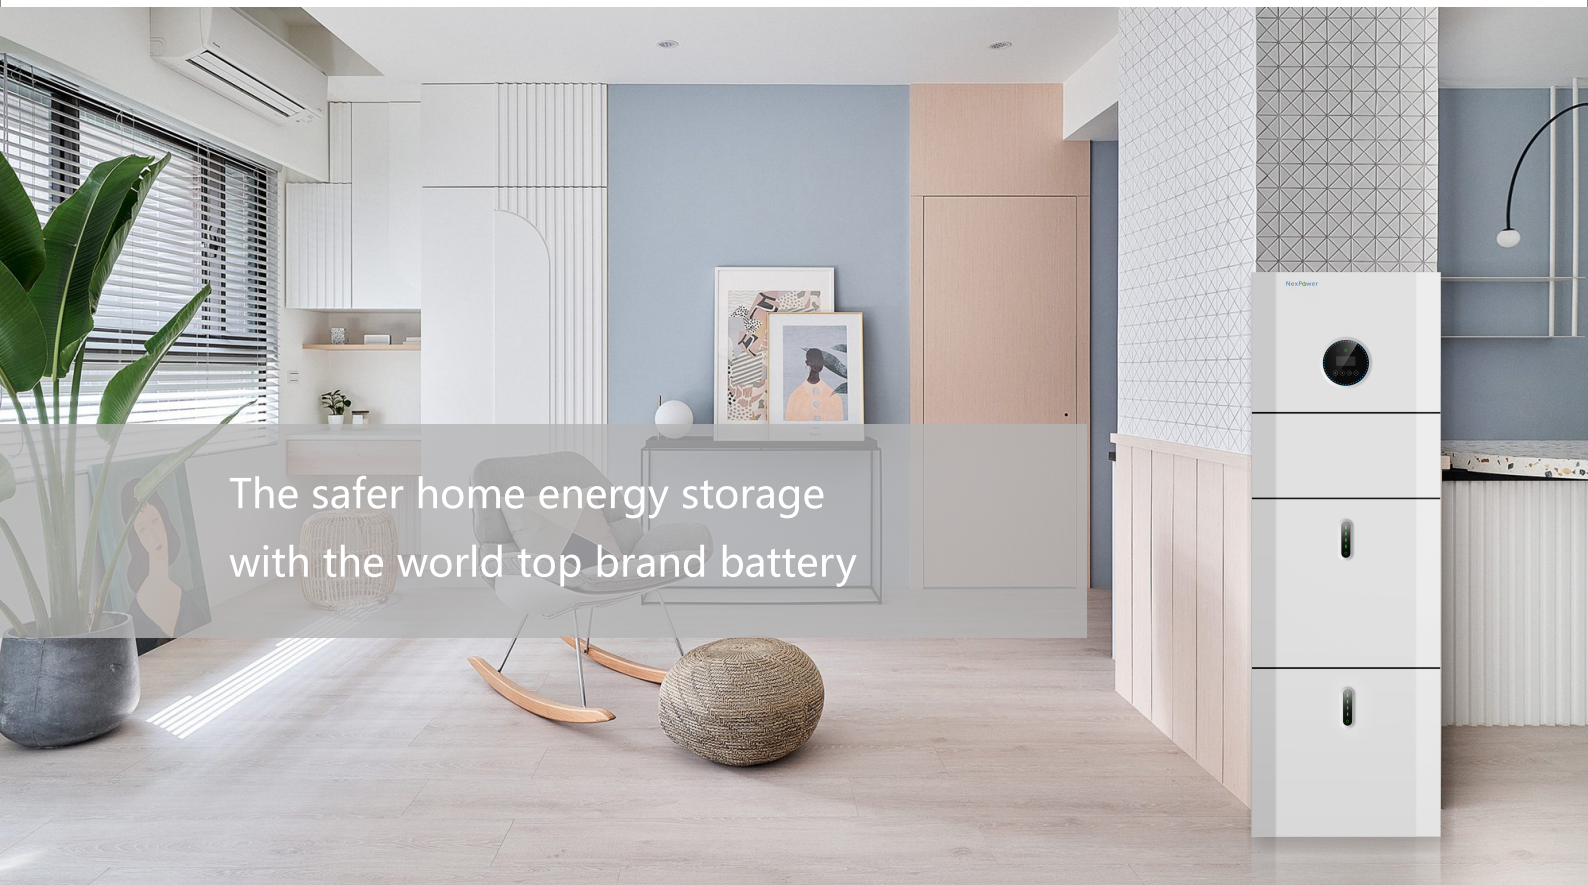 The safer home energy storage
with the world top brand battery
NexPower